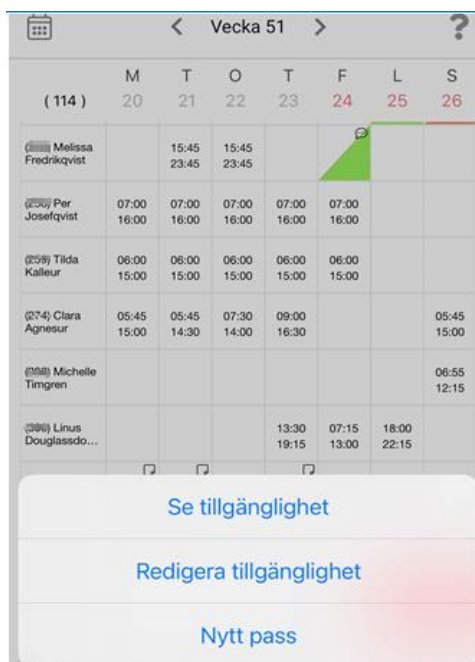 Vecka 51
?
M T O T F L S
(114) 20 21 22 23 24 25 26
Melissa 15:45 15:45
Fredrikqvist 23:45 23:45
Per 07:00 07:00 07:00 07:00 07:00
Josefqvist 16:00 16:00 16:00 16:00 16:00
(259) Tilda 06:00 06:00 06:00 06:00 06:00
Kalleur 15:00 15:00 15:00 15:00 15:00
(274) Clara 05:45 05:45 07:30 09:00 05:45
Agnesur 15:00 14:30 14:00 16:30 15:00
Michelle 06:55
Timgren 12:15
Linus 13:30 07:15 18:00
Douglassdo... 19:15 13:00 22:15
Se tillgänglighet
Redigera tillgänglighet
Nytt pass